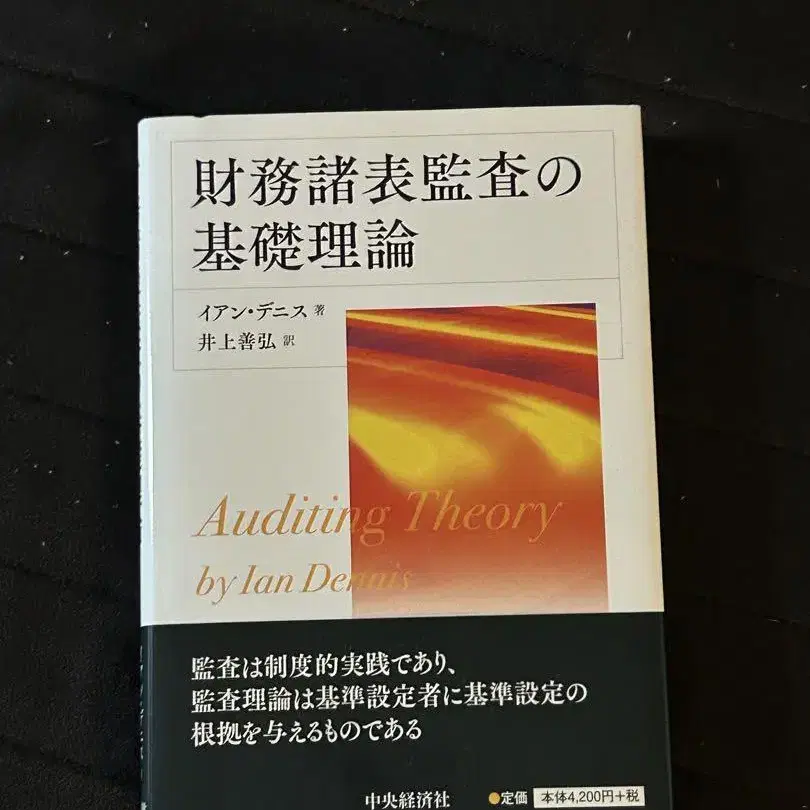 財務諸表監査の
基礎理論
イアン・デニス 著
井上善弘 訳
Auditing Theory
by Ian Dennis
監査は制度的実践であり、
監査理論は基準設定者に基準設定の
根拠を与えるものである
中央経済社
●定価 本体4,200円+税